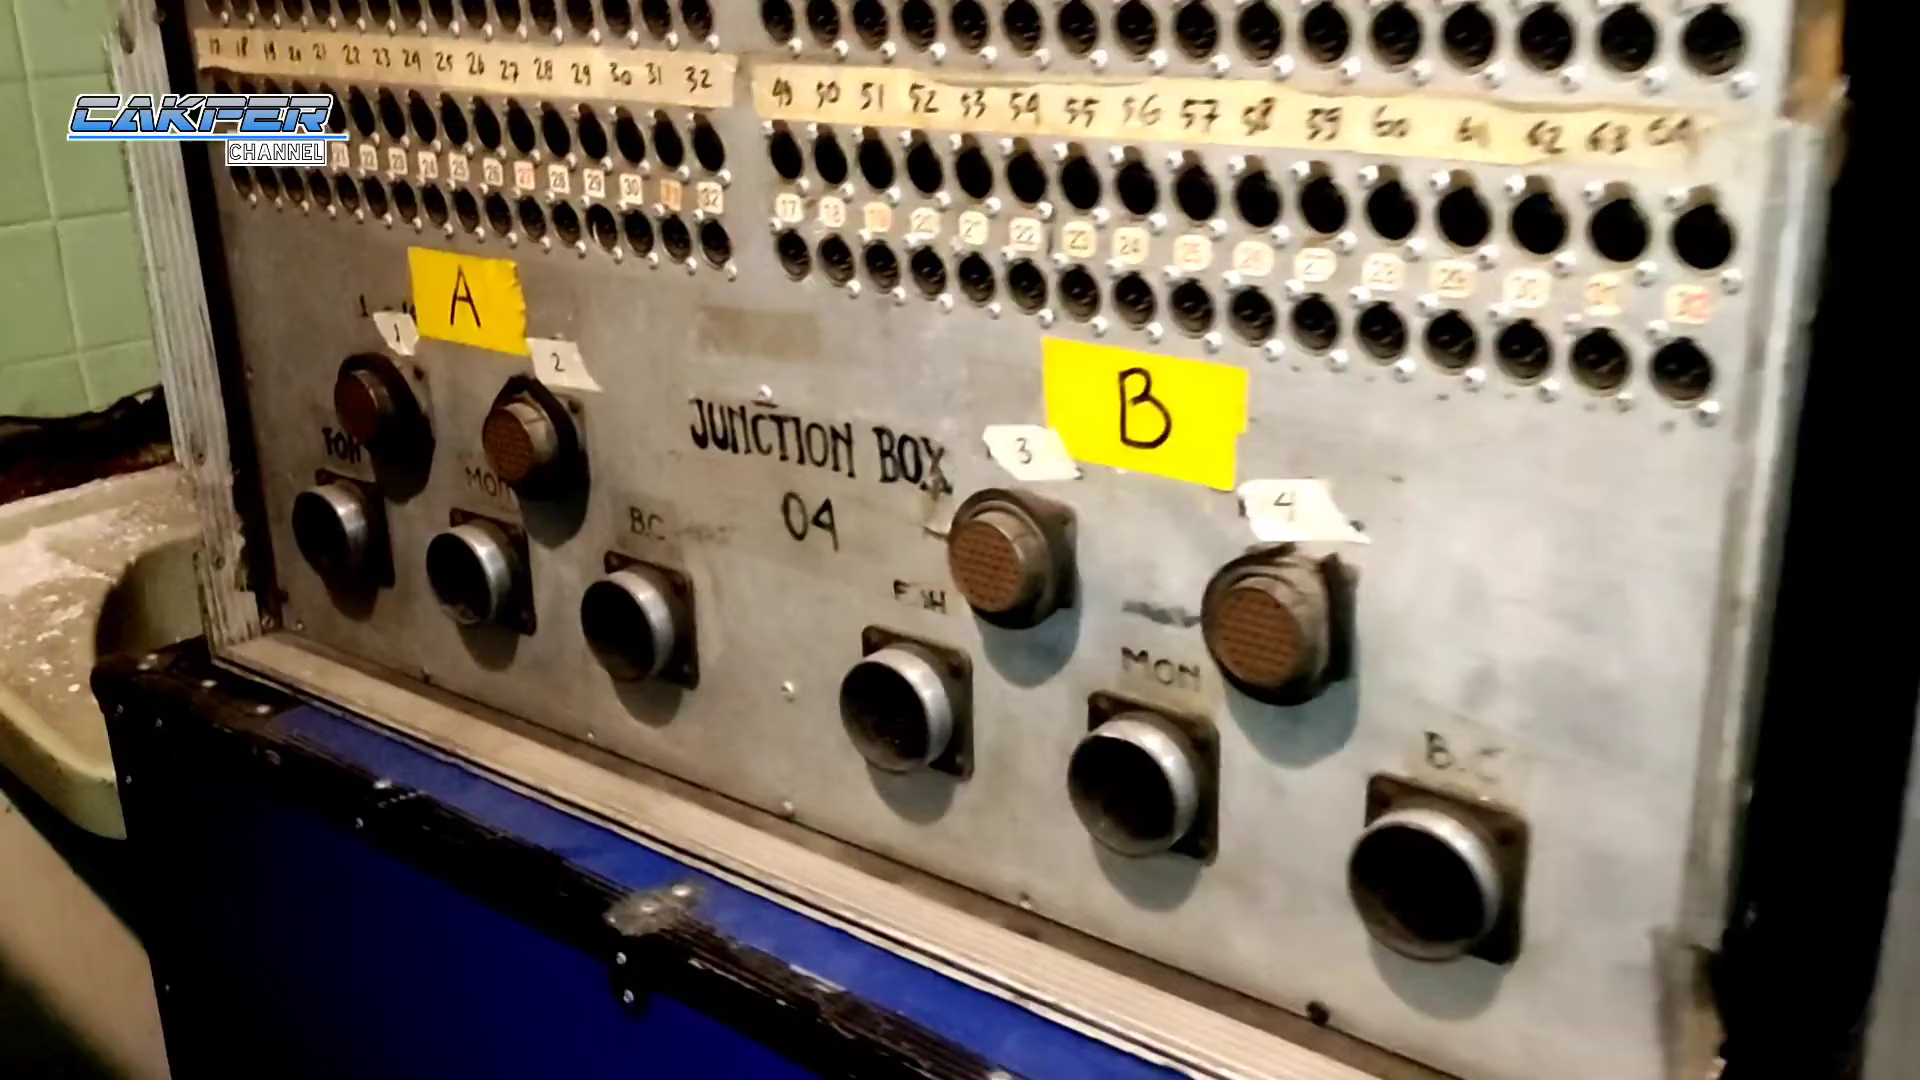 17 18 19 20 21 22 23 24 25 26 27 28 29 30 31 32
49 50 51 52 53 54 55 56 57 58 59 60 61 62 63 64
CAKPER
CHANNEL
21 22 23 24 25 26 27 28 29 30 31 32
17 18 19 20 21 22 23 24 25 26 27 28 29 30 31 32
A
1
2
B
JUNCTION BOX
04
3
4
FOH
MON
B.C
FOH
MON
B.C